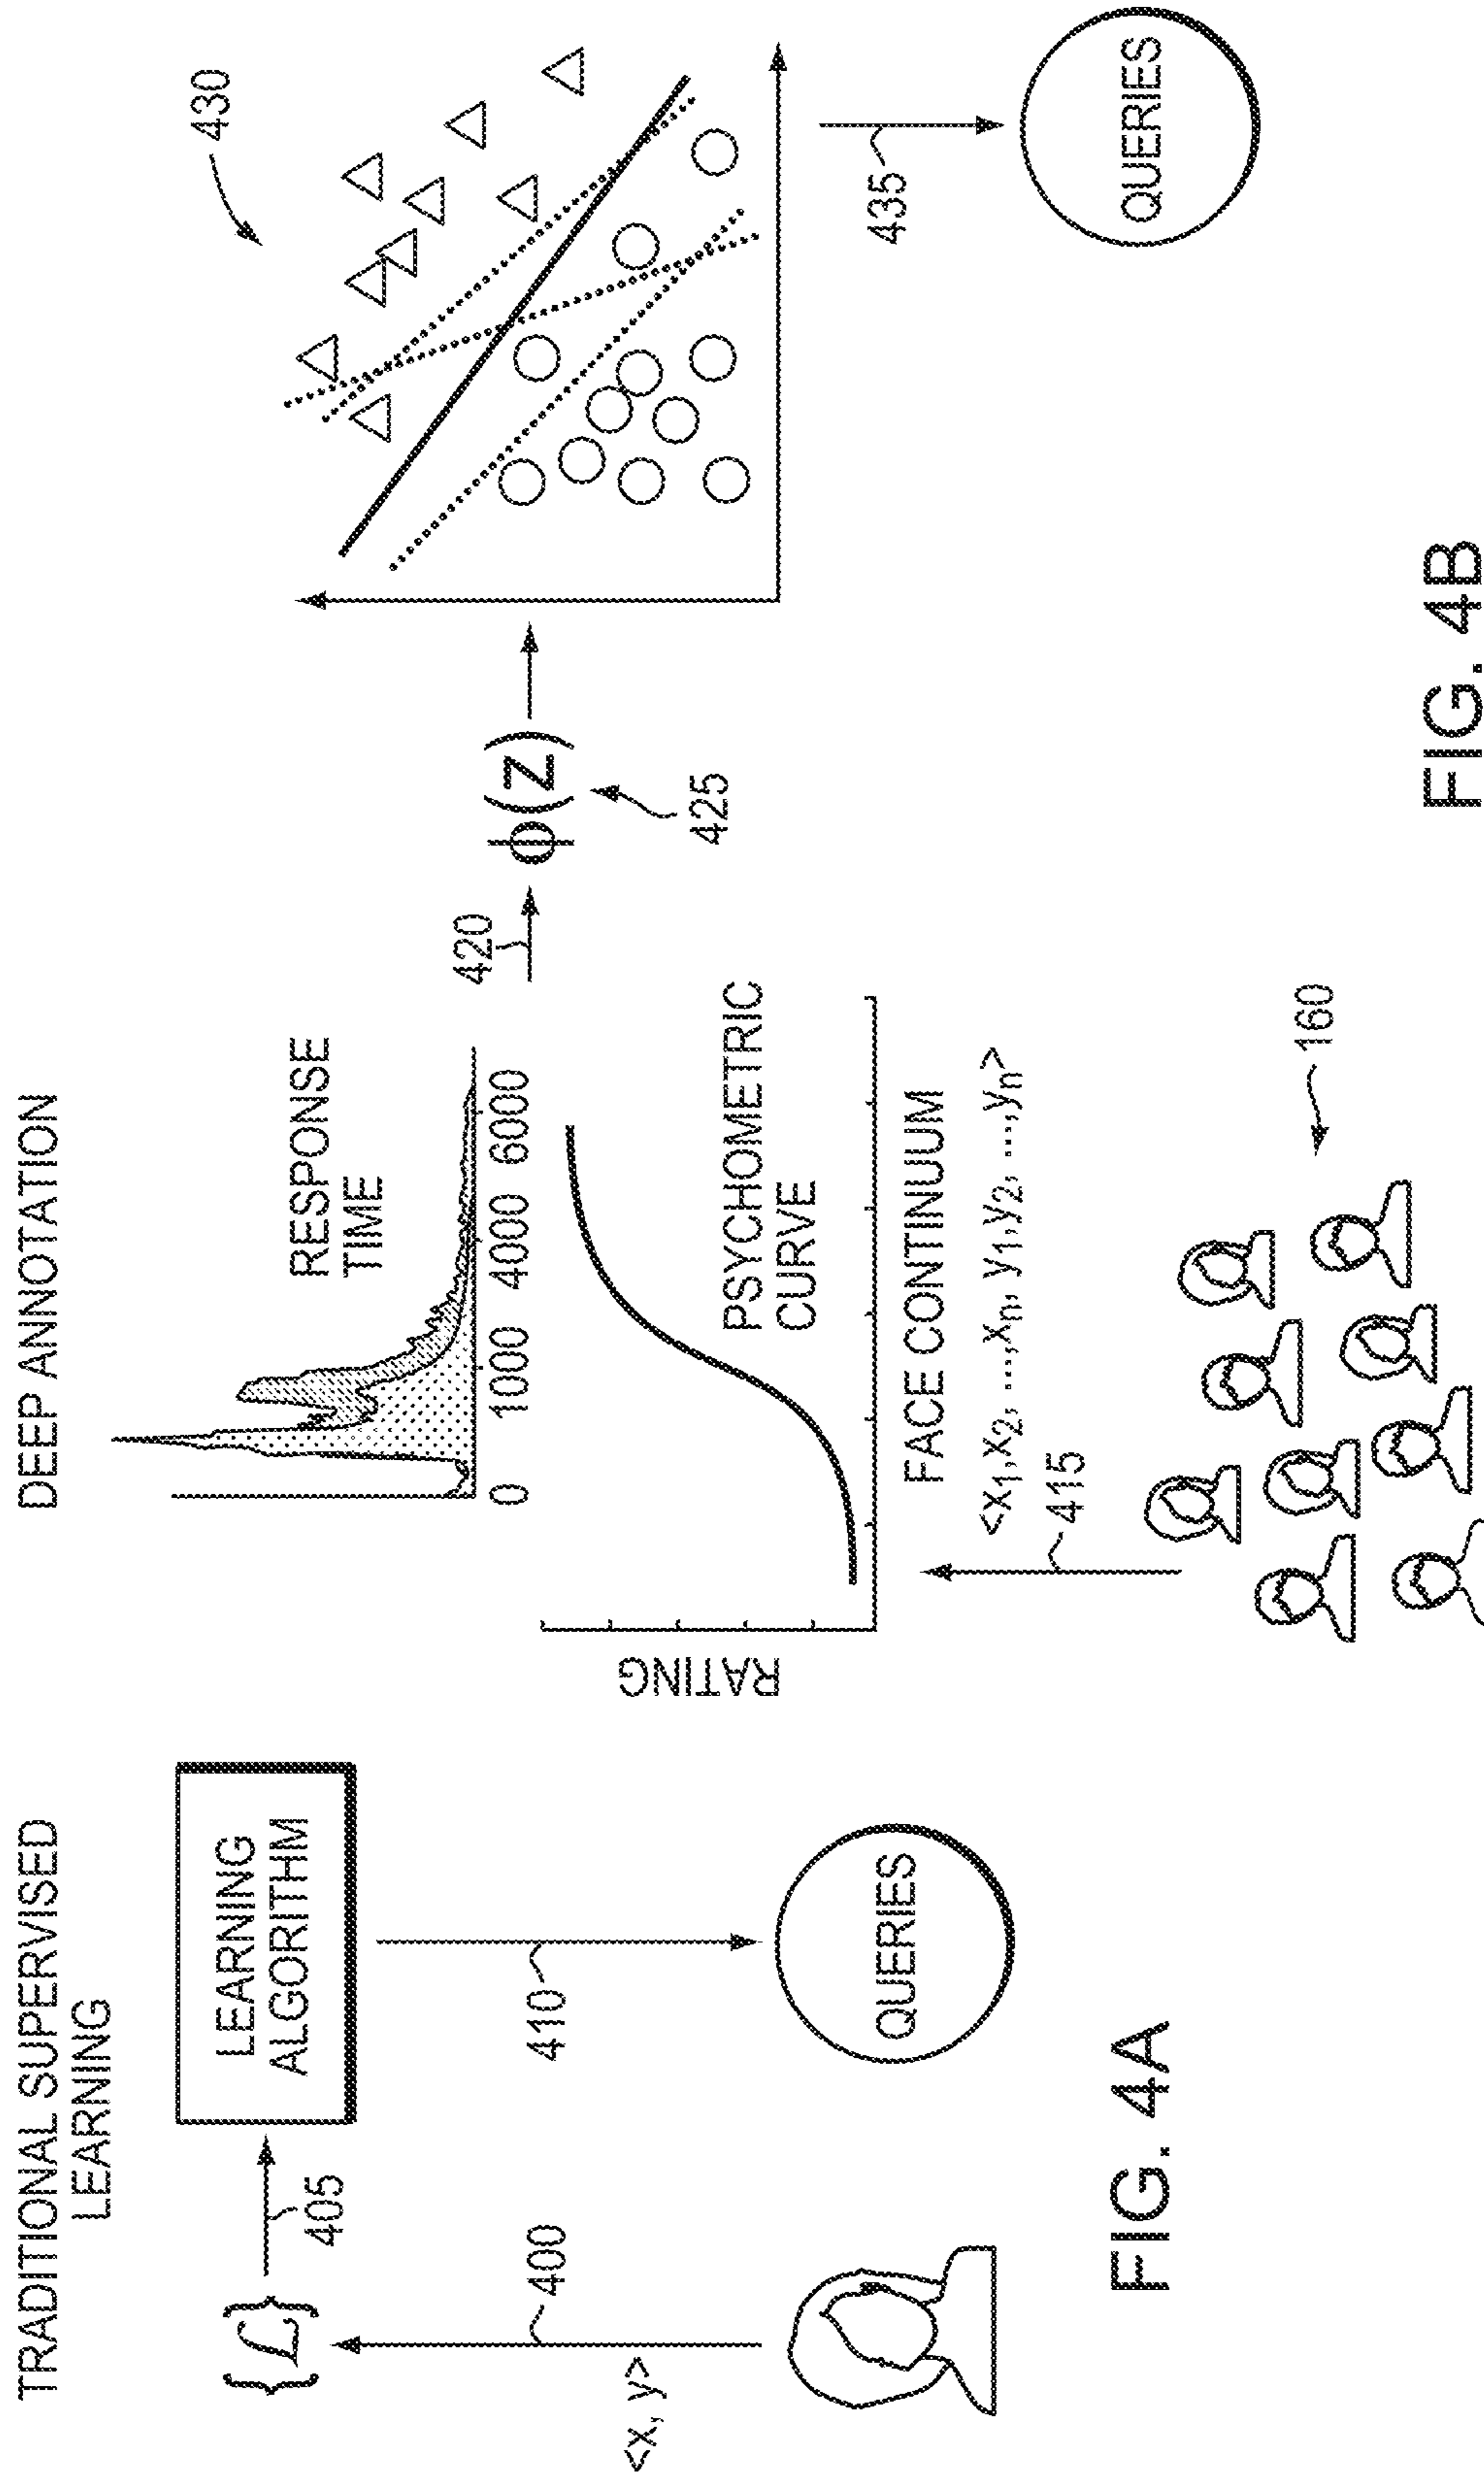 TRADITIONAL SUPERVISED
LEARNING
{ℒ}
405
LEARNING
ALGORITHM
400
<x, y>
410
QUERIES
FIG. 4A
DEEP ANNOTATION
RESPONSE
TIME
0
1000
4000
6000
RATING
PSYCHOMETRIC
CURVE
FACE CONTINUUM
<x₁,x₂, ...,xₙ, y₁,y₂, ...,yₙ>
415
160
420
ϕ(Z)
425
430
435
QUERIES
FIG. 4B